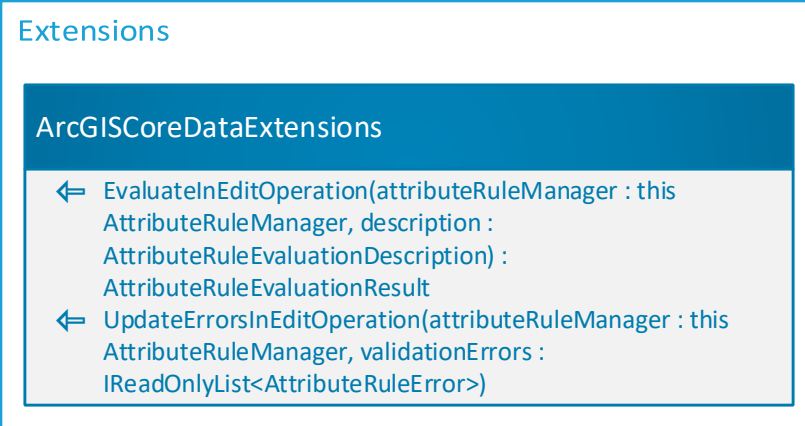 Extensions
ArcGISCoreDataExtensions
EvaluateInEditOperation(attributeRuleManager : this
AttributeRuleManager, description :
AttributeRuleEvaluationDescription) :
AttributeRuleEvaluationResult
UpdateErrorsInEditOperation(attributeRuleManager : this
AttributeRuleManager, validationErrors :
IReadOnlyList<AttributeRuleError>)